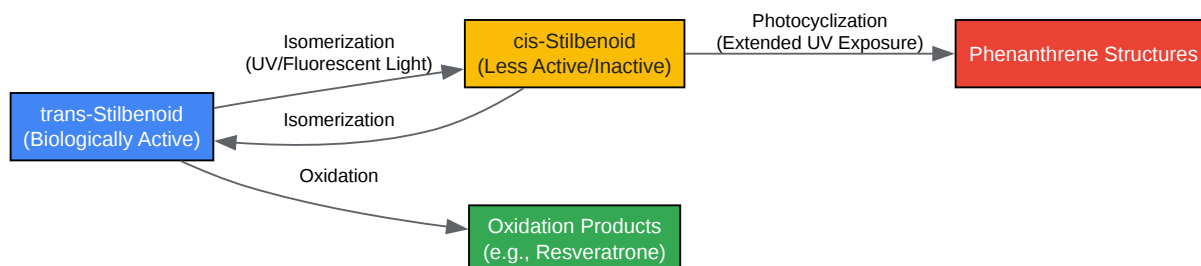 trans-Stilbenoid
(Biologically Active)
Isomerization
(UV/Fluorescent Light)
Isomerization
Oxidation
cis-Stilbenoid
(Less Active/Inactive)
Oxidation Products
(e.g., Resveratrone)
Photocyclization
(Extended UV Exposure)
Phenanthrene Structures